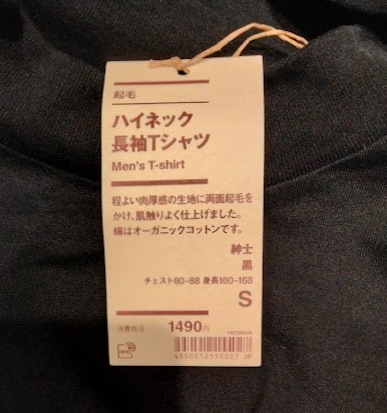 起毛
ハイネック
長袖Tシャツ
Men's T-shirt
程よい肉厚感の生地に両面起毛を
かけ、肌触りよく仕上げました。
綿はオーガニックコットンです。
紳士
黒
チェスト80-88 身長160-168
S
消費税込 1490円
4550512155027 JP